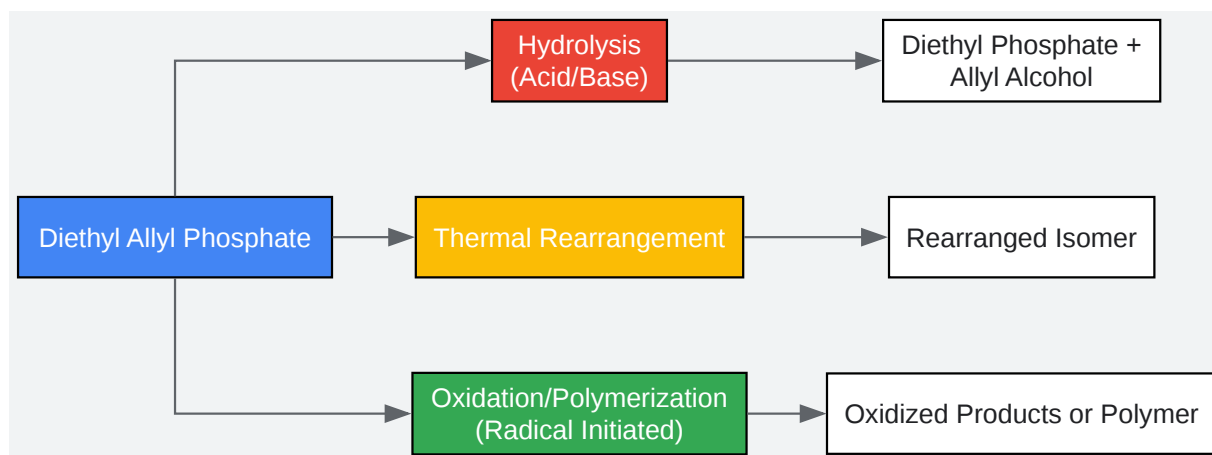 Hydrolysis
(Acid/Base)
Diethyl Phosphate +
Allyl Alcohol
Diethyl Allyl Phosphate
Thermal Rearrangement
Rearranged Isomer
Oxidation/Polymerization
(Radical Initiated)
Oxidized Products or Polymer